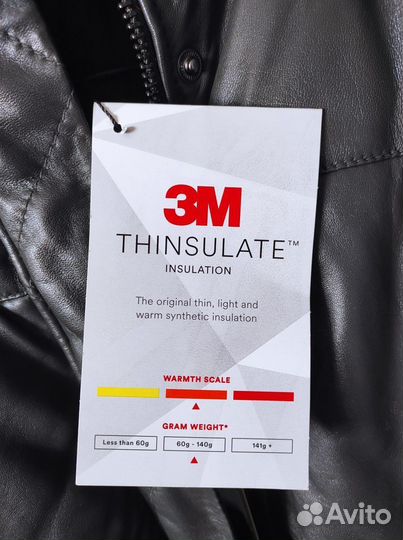 3M
THINSULATE™
INSULATION
The original thin, light and
warm synthetic insulation
WARMTH SCALE
GRAM WEIGHT*
Less than 60g 60g - 140g 141g +
Avito